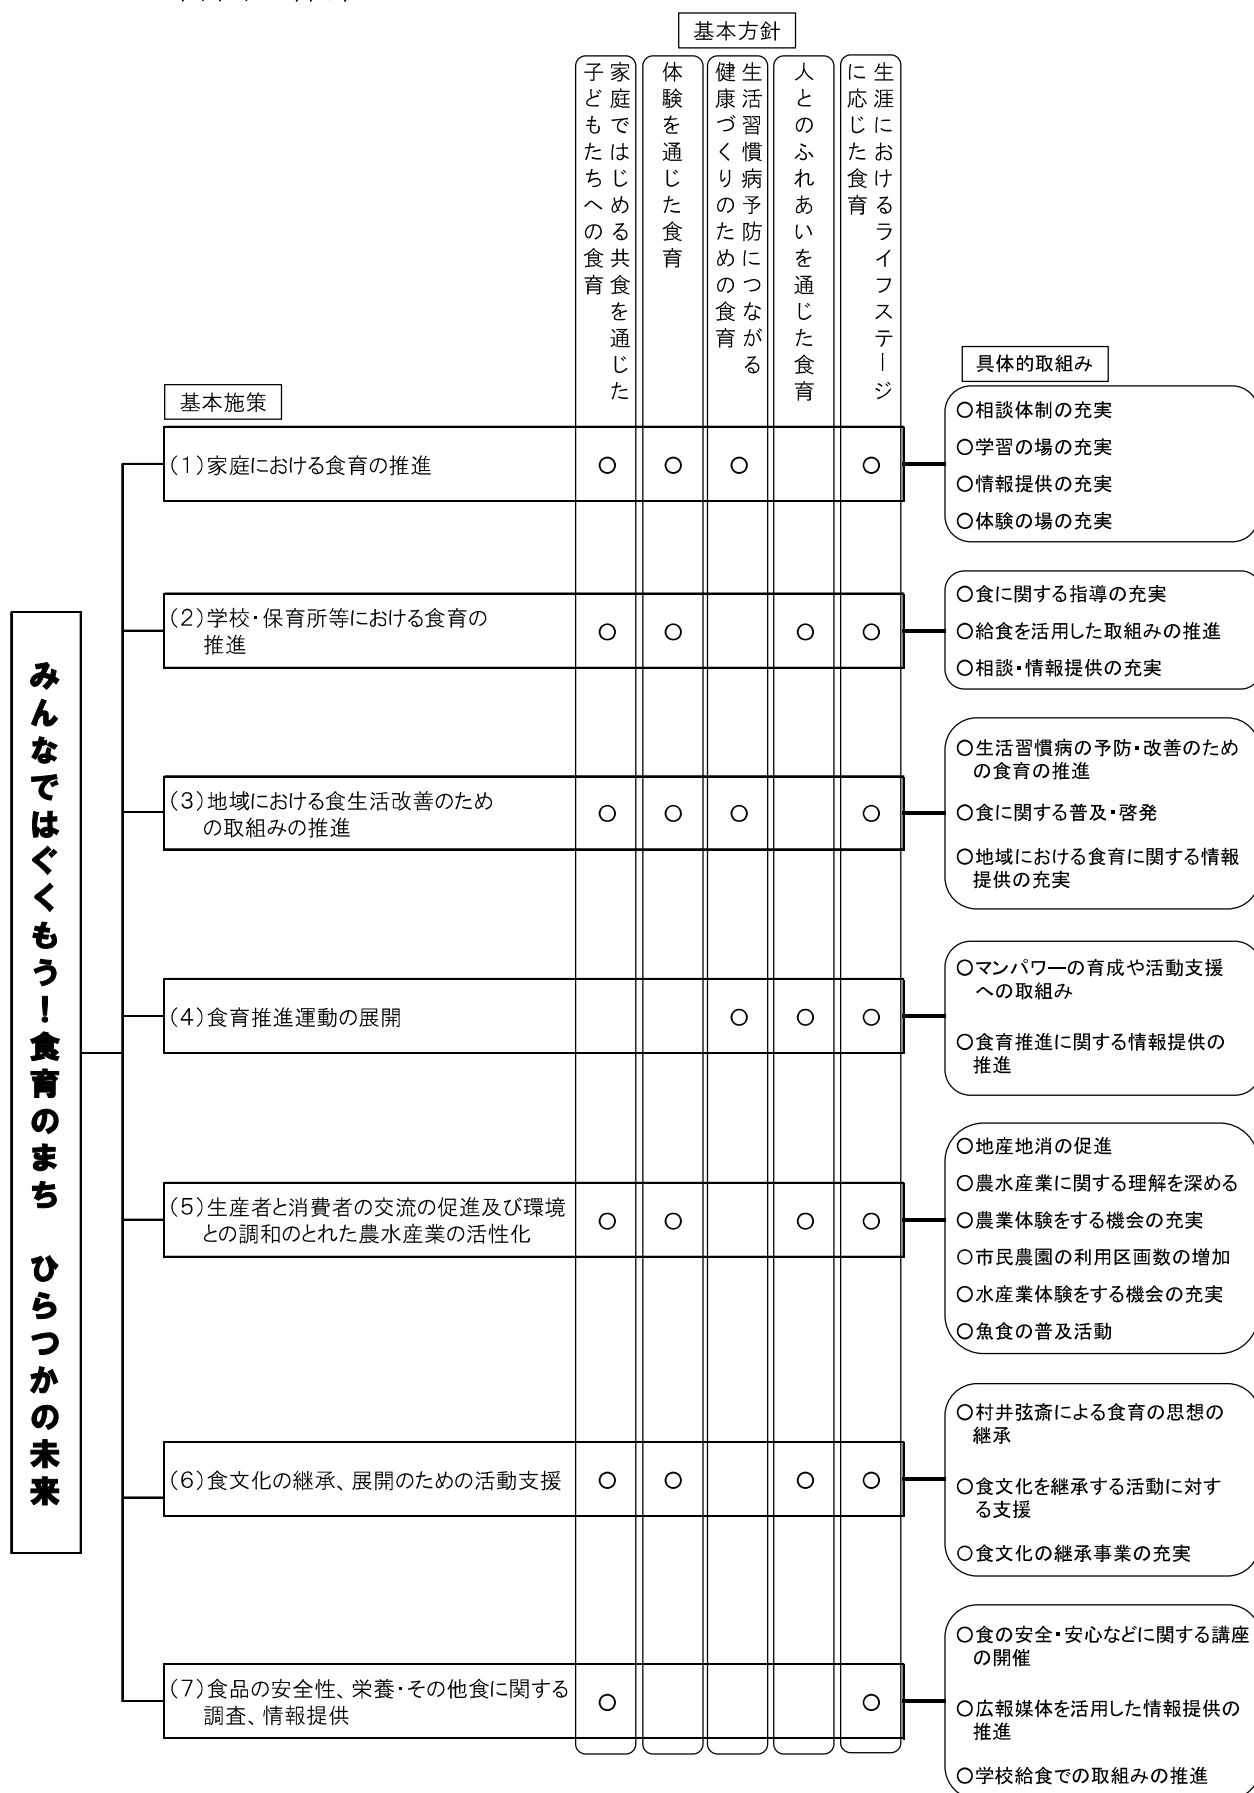 基本方針
家庭ではじめる共食を通じた
子どもたちへの食育
体験を通じた食育
生活習慣病予防につながる
健康づくりのための食育
人とのふれあいを通じた食育
生涯におけるライフステージ
に応じた食育
基本施策
具体的取組み
みんなではぐくもう!食育のまち　ひらつかの未来
(1)家庭における食育の推進 ○ ○ ○ ○
○相談体制の充実
○学習の場の充実
○情報提供の充実
○体験の場の充実
(2)学校・保育所等における食育の
推進 ○ ○ ○ ○
○食に関する指導の充実
○給食を活用した取組みの推進
○相談・情報提供の充実
(3)地域における食生活改善のため
の取組みの推進 ○ ○ ○ ○
○生活習慣病の予防・改善のため
の食育の推進
○食に関する普及・啓発
○地域における食育に関する情報
提供の充実
(4)食育推進運動の展開 ○ ○ ○
○マンパワーの育成や活動支援
への取組み
○食育推進に関する情報提供の
推進
(5)生産者と消費者の交流の促進及び環境
との調和のとれた農水産業の活性化 ○ ○ ○ ○
○地産地消の促進
○農水産業に関する理解を深める
○農業体験をする機会の充実
○市民農園の利用区画数の増加
○水産業体験をする機会の充実
○魚食の普及活動
(6)食文化の継承、展開のための活動支援 ○ ○ ○ ○
○村井弦斎による食育の思想の
継承
○食文化を継承する活動に対す
る支援
○食文化の継承事業の充実
(7)食品の安全性、栄養・その他食に関する
調査、情報提供 ○ ○
○食の安全・安心などに関する講座
の開催
○広報媒体を活用した情報提供の
推進
○学校給食での取組みの推進